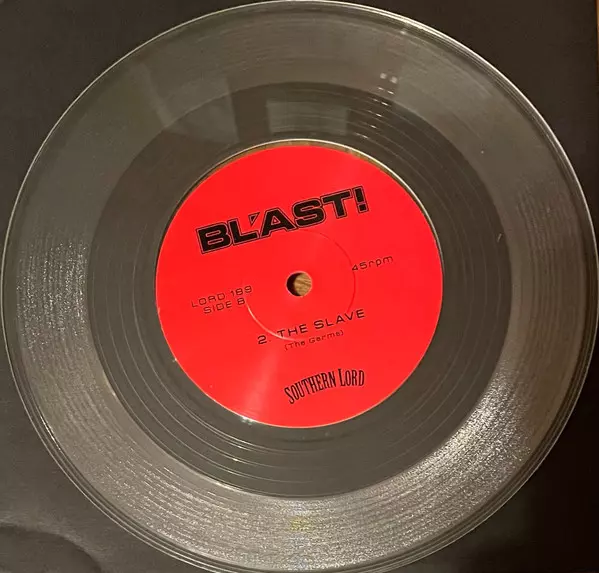 BL'AST!
45rpm
LORD 189
SIDE B
2. THE SLAVE
(The Germs)
SOUTHERN LORD